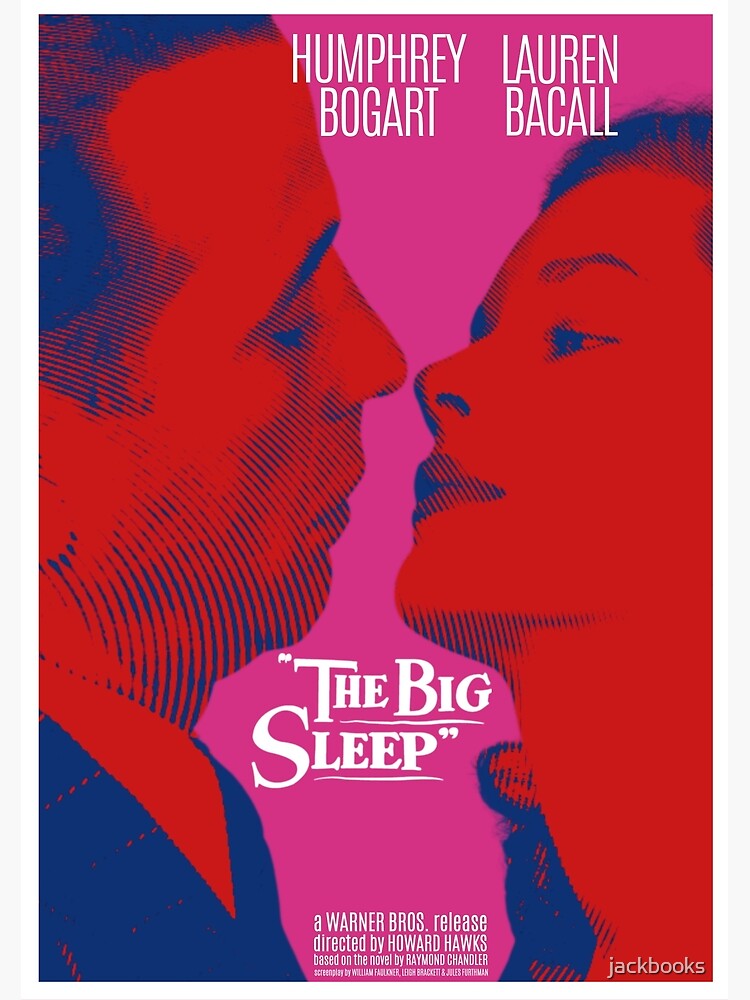 HUMPHREY
BOGART
LAUREN
BACALL
"THE BIG
SLEEP"
a WARNER BROS. release
directed by HOWARD HAWKS
based on the novel by RAYMOND CHANDLER
screenplay by WILLIAM FAULKNER, LEIGH BRACKETT & JULES FURTHMAN
jackbooks